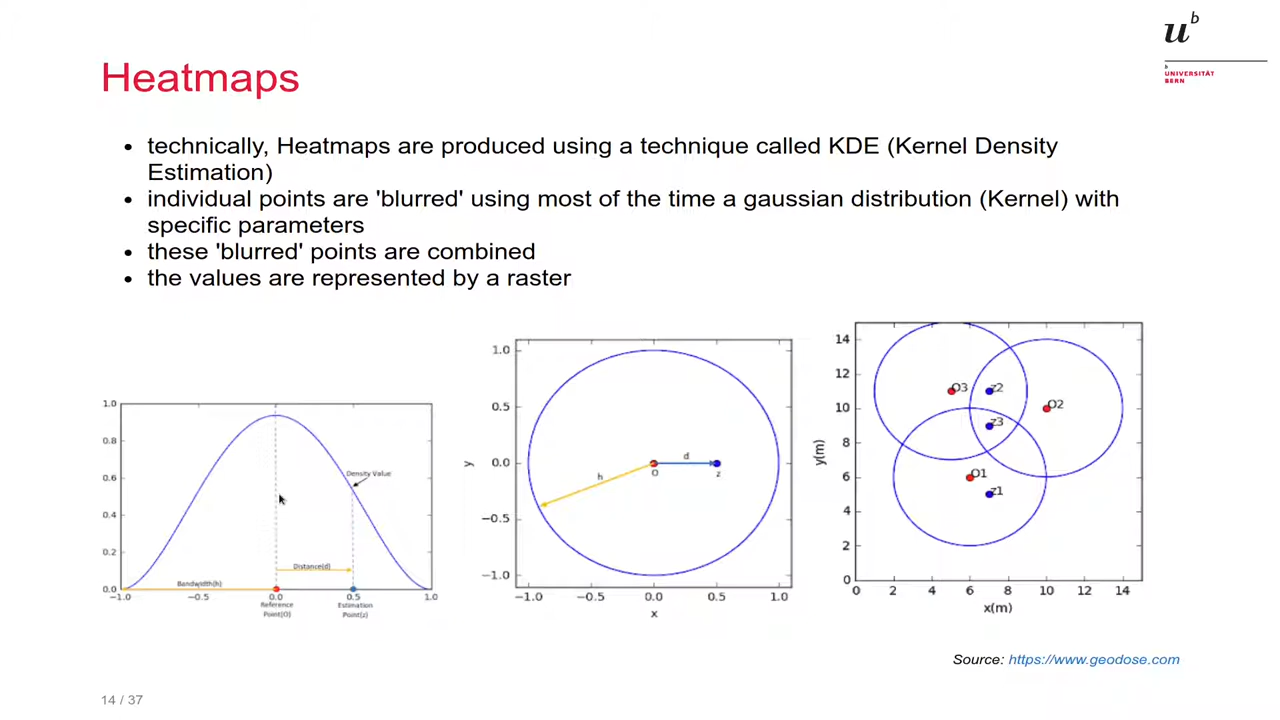 u^b
b
UNIVERSITÄT
BERN
Heatmaps
• technically, Heatmaps are produced using a technique called KDE (Kernel Density
Estimation)
• individual points are 'blurred' using most of the time a gaussian distribution (Kernel) with
specific parameters
• these 'blurred' points are combined
• the values are represented by a raster
1.0
0.8
0.6
0.4
0.2
0.0
Density Value
Distance(d)
Bandwidth(h)
−1.0 −0.5 0.0 0.5 1.0
Reference
Point(O)
Estimation
Point(z)
1.0
0.5
0.0
−0.5
−1.0
y
h
d
O
z
−1.0 −0.5 0.0 0.5 1.0
x
14
12
10
8
6
4
2
0
y(m)
O3
z2
O2
z3
O1
z1
0 2 4 6 8 10 12 14
x(m)
Source: https://www.geodose.com
14 / 37